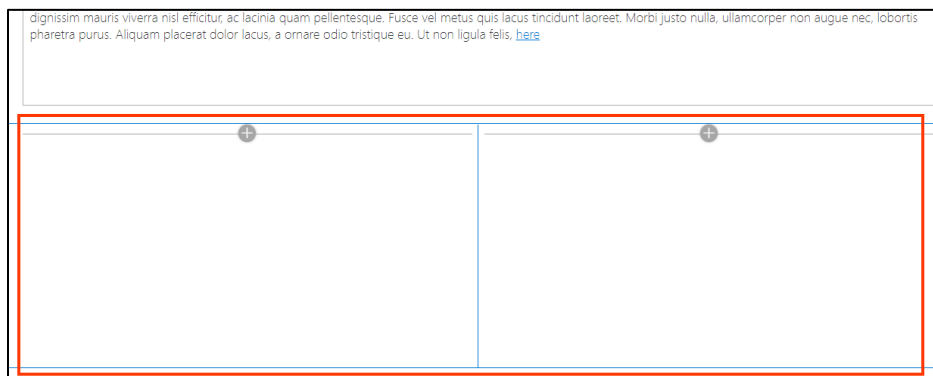 dignissim mauris viverra nisl efficitur, ac lacinia quam pellentesque. Fusce vel metus quis lacus tincidunt laoreet. Morbi justo nulla, ullamcorper non augue nec, lobortis
pharetra purus. Aliquam placerat dolor lacus, a ornare odio tristique eu. Ut non ligula felis, here